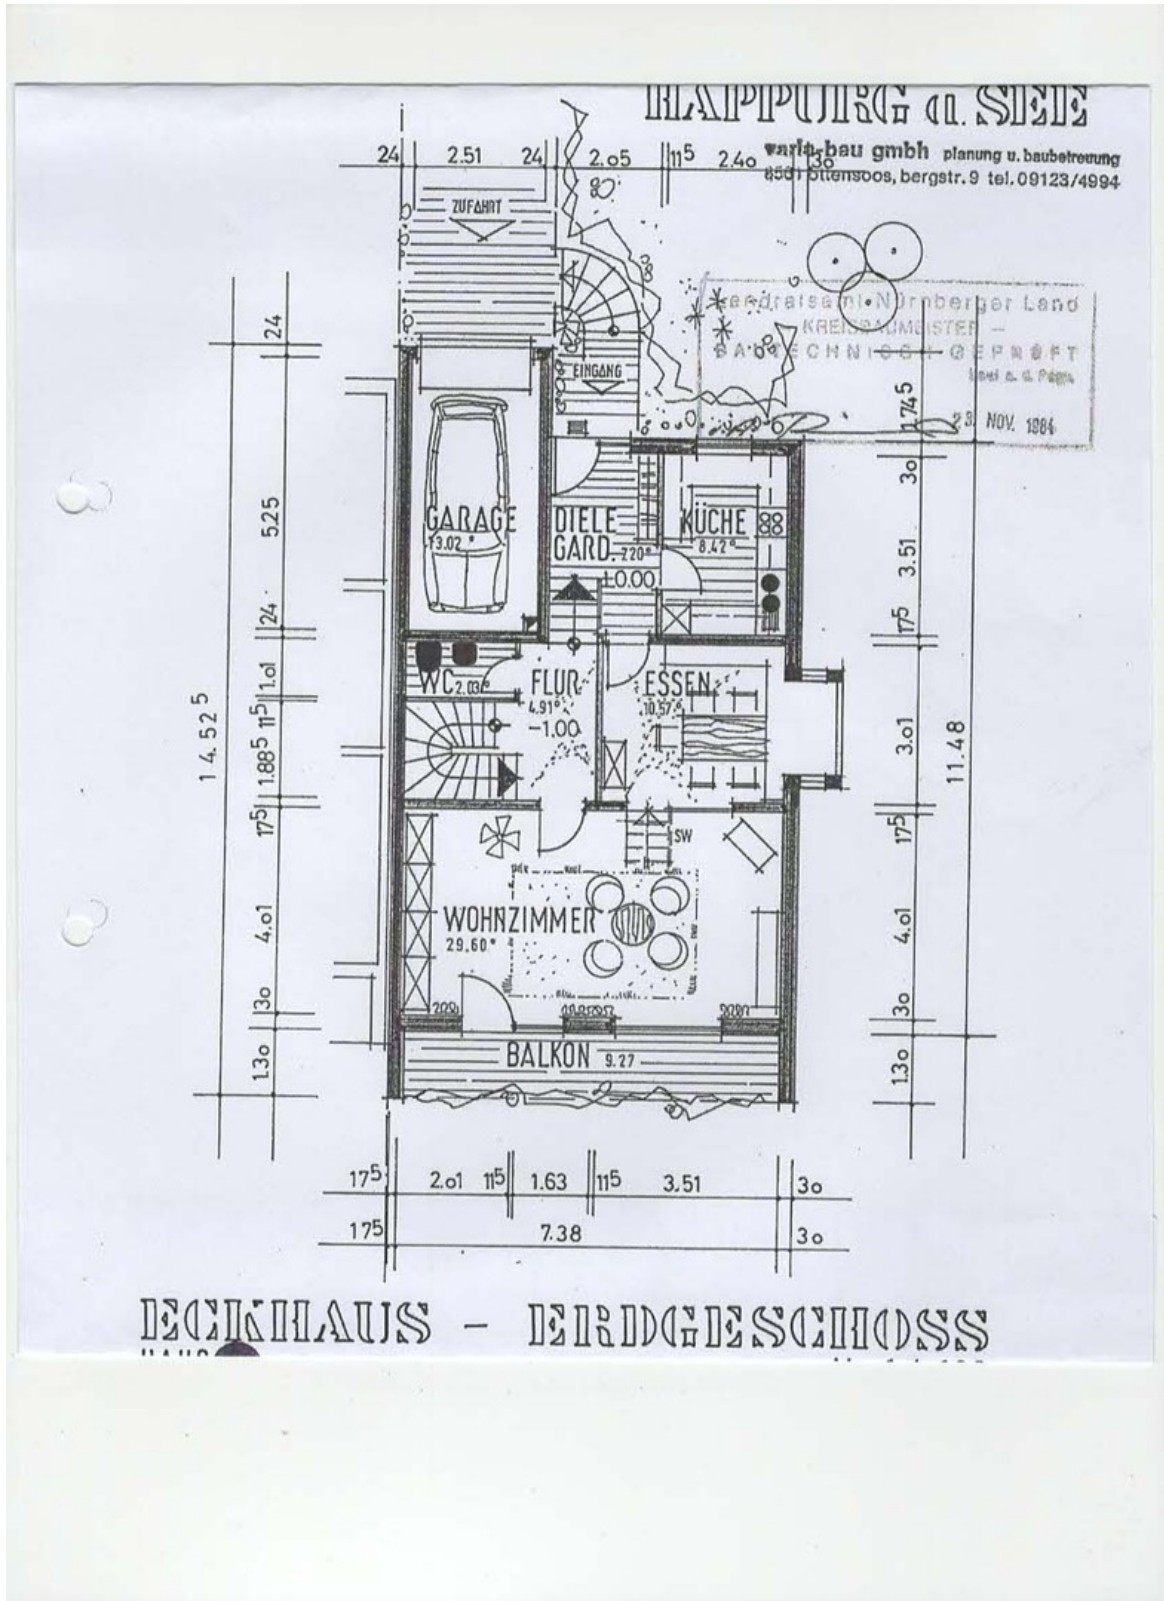 HAPPURG a. SEE
varia-bau gmbh planung u. baubetreuung
8561 ottensoos, bergstr. 9 tel. 09123/4994
24 2.51 24 2.05 11⁵ 2.40 30
ZUFAHRT
Landratsamt Nürnberger Land
KREISBAUMEISTER –
BAUTECHNISCH GEPRÜFT
23. NOV. 1984
EINGANG
24
1.74⁵
30
GARAGE
13.02
DIELE
GARD. 7.20
±0.00
KÜCHE
8.42
5.25
3.51
24
17⁵
WC 2.03
FLUR
4.91
-1.00
ESSEN
10.57
1.01
11⁵
1.88⁵
17⁵
14.52⁵
3.01
11.48
17⁵
SW
WOHNZIMMER
29.60
4.01
4.01
30
30
BALKON 9.27
1.30
1.30
17⁵ 2.01 11⁵ 1.63 11⁵ 3.51 30
17⁵ 7.38 30
ECKHAUS – ERDGESCHOSS
HAUS